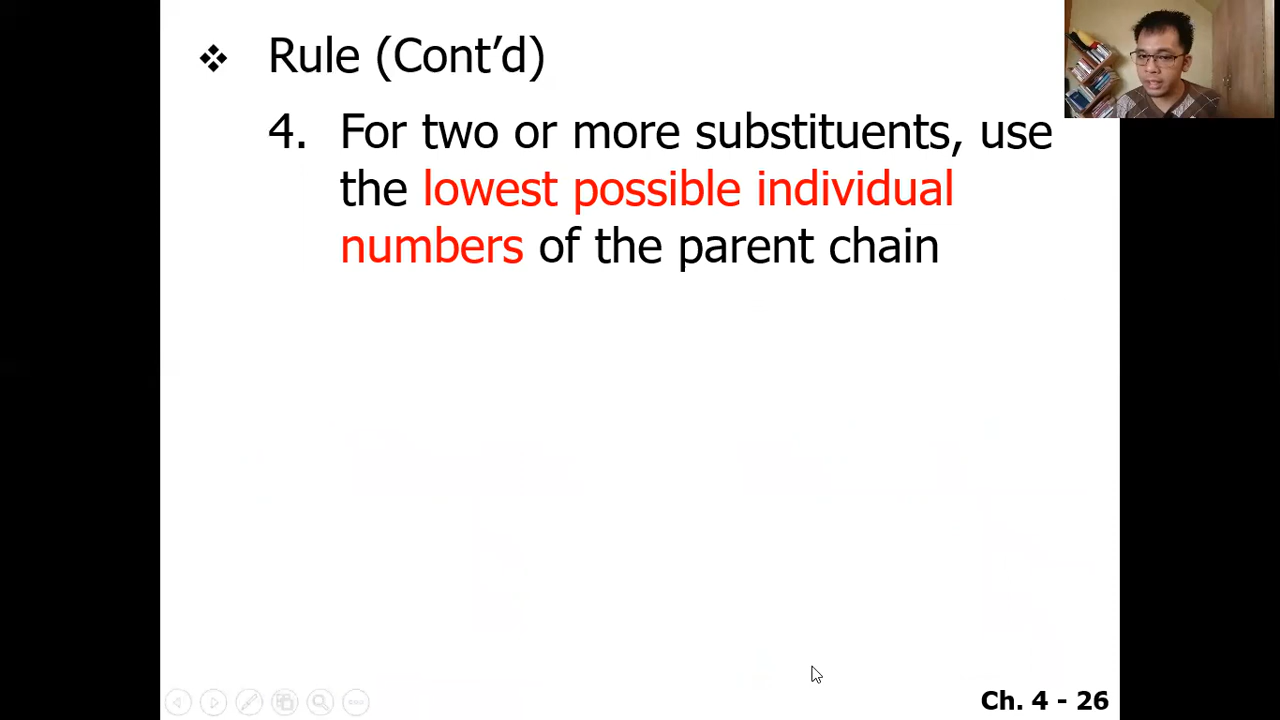 ❖ Rule (Cont’d)
4. For two or more substituents, use
the lowest possible individual
numbers of the parent chain
Ch. 4 - 26